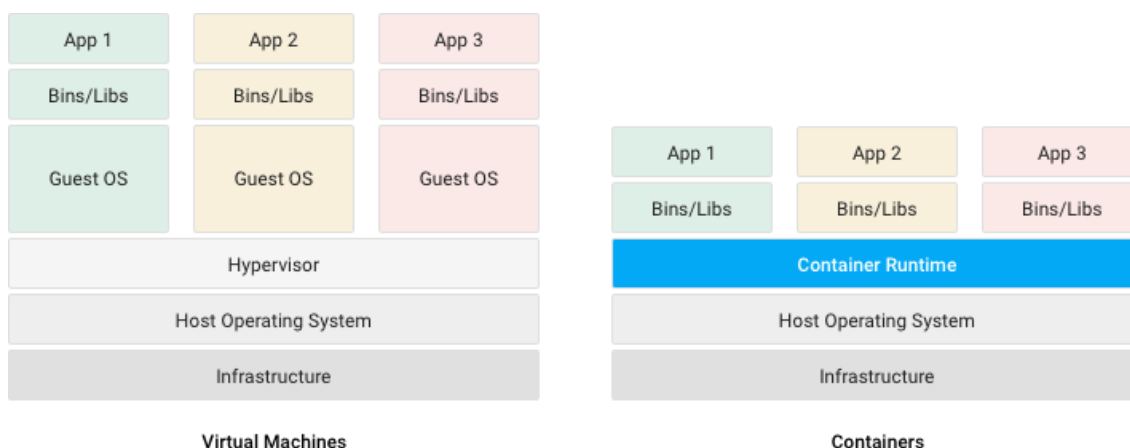 App 1
App 2
App 3
Bins/Libs
Bins/Libs
Bins/Libs
Guest OS
Guest OS
Guest OS
Hypervisor
Host Operating System
Infrastructure
Virtual Machines
App 1
App 2
App 3
Bins/Libs
Bins/Libs
Bins/Libs
Container Runtime
Host Operating System
Infrastructure
Containers